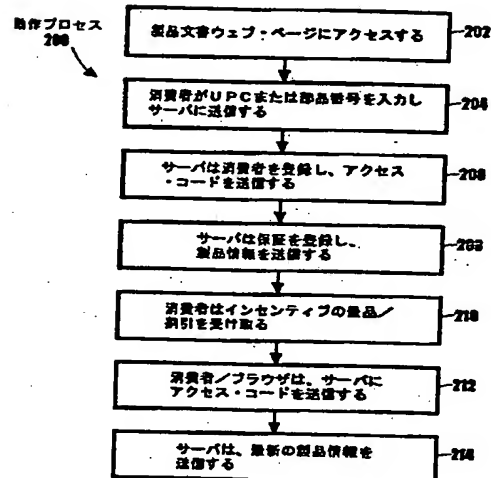 動作プロセス
200
製品文書ウェブ・ページにアクセスする
202
消費者がUPCまたは部品番号を入力し
サーバに送信する
204
サーバは消費者を登録し、アクセス
・コードを送信する
206
サーバは保証を登録し、
製品情報を送信する
208
消費者はインセンティブの景品/
割引を受け取る
210
消費者/ブラウザは、サーバに
アクセス・コードを送信する
212
サーバは、最新の製品情報を
送信する
214